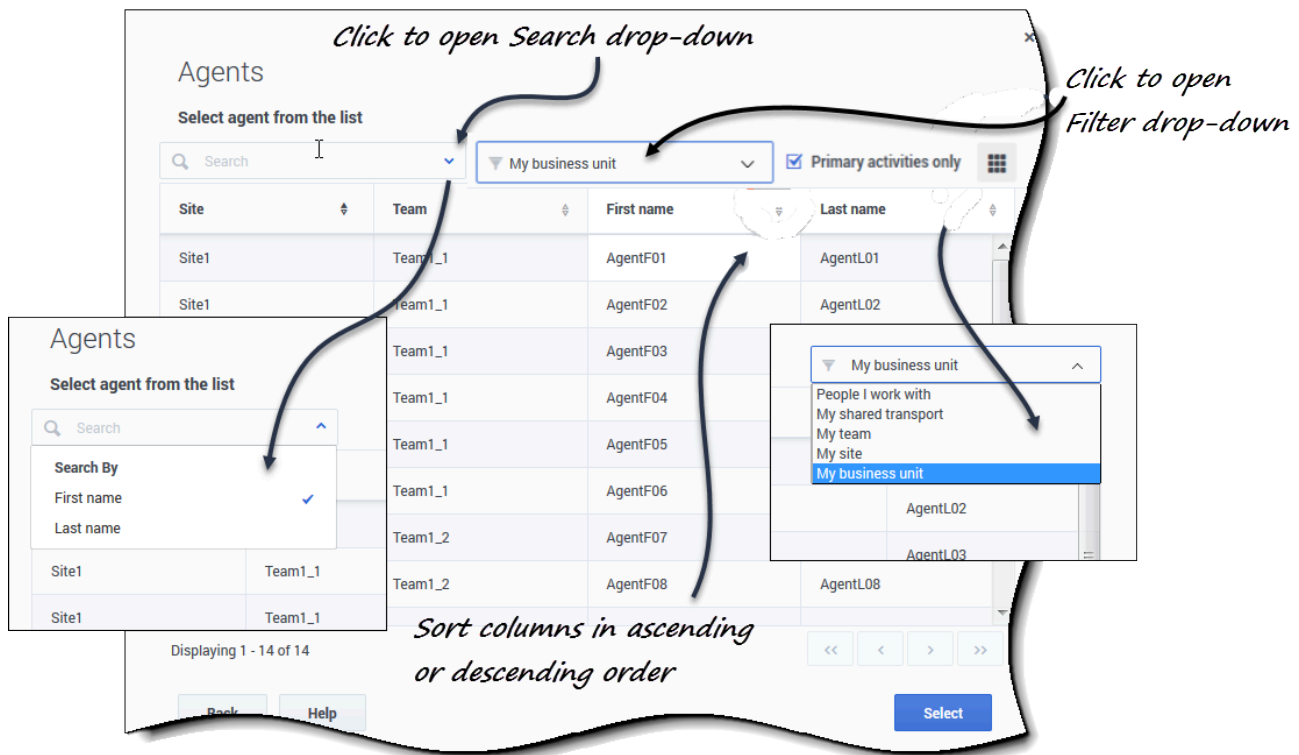 Click to open Search drop-down
Click to open
Filter drop-down
Agents
Select agent from the list
Search
My business unit
Primary activities only
Site Team First name Last name
Site1 Team1_1 AgentF01 AgentL01
Site1 Team1_1 AgentF02 AgentL02
Team1_1 AgentF03
Team1_1 AgentF04
Team1_1 AgentF05
Team1_1 AgentF06
Team1_2 AgentF07
Team1_2 AgentF08 AgentL08
Agents
Select agent from the list
Search
Search By
First name
Last name
Site1 Team1_1
Site1 Team1_1
My business unit
People I work with
My shared transport
My team
My site
My business unit
AgentL02
AgentL03
Sort columns in ascending
or descending order
Displaying 1 - 14 of 14
<< < > >>
Back Help Select